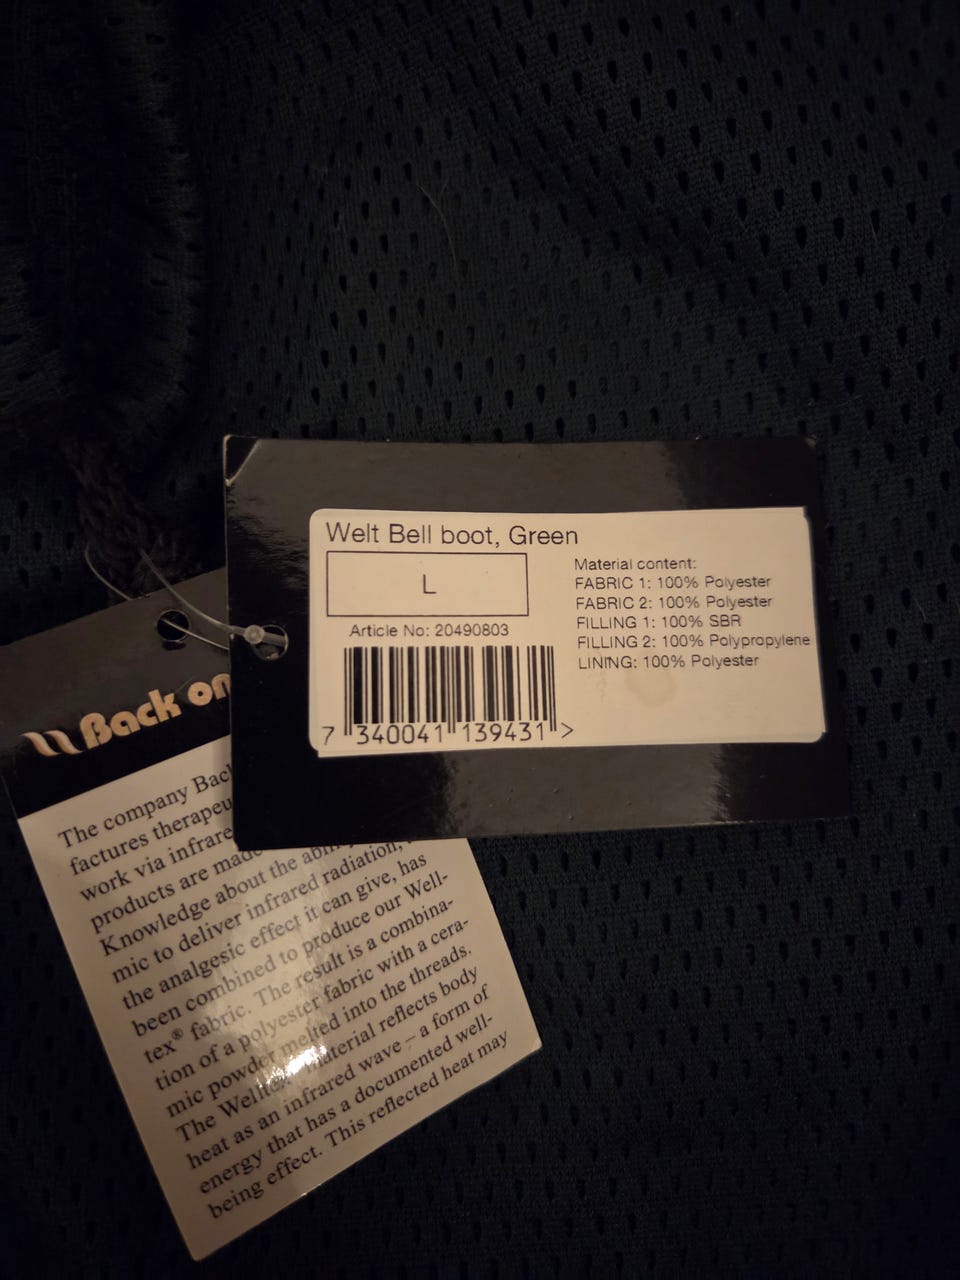 Welt Bell boot, Green
L
Article No: 20490803
7 340041 139431 >
Material content:
FABRIC 1: 100% Polyester
FABRIC 2: 100% Polyester
FILLING 1: 100% SBR
FILLING 2: 100% Polypropylene
LINING: 100% Polyester
Back on
The company Back
factures therapeu
work via infrare
products are made
Knowledge about the
mic to deliver infrared radiation,
the analgesic effect it can give, has
been combined to produce our Well-
tex® fabric. The result is a combina-
tion of a polyester fabric with a cera-
mic powder melted into the threads.
The Welltex material reflects body
heat as an infrared wave – a form of
energy that has a documented well-
being effect. This reflected heat may